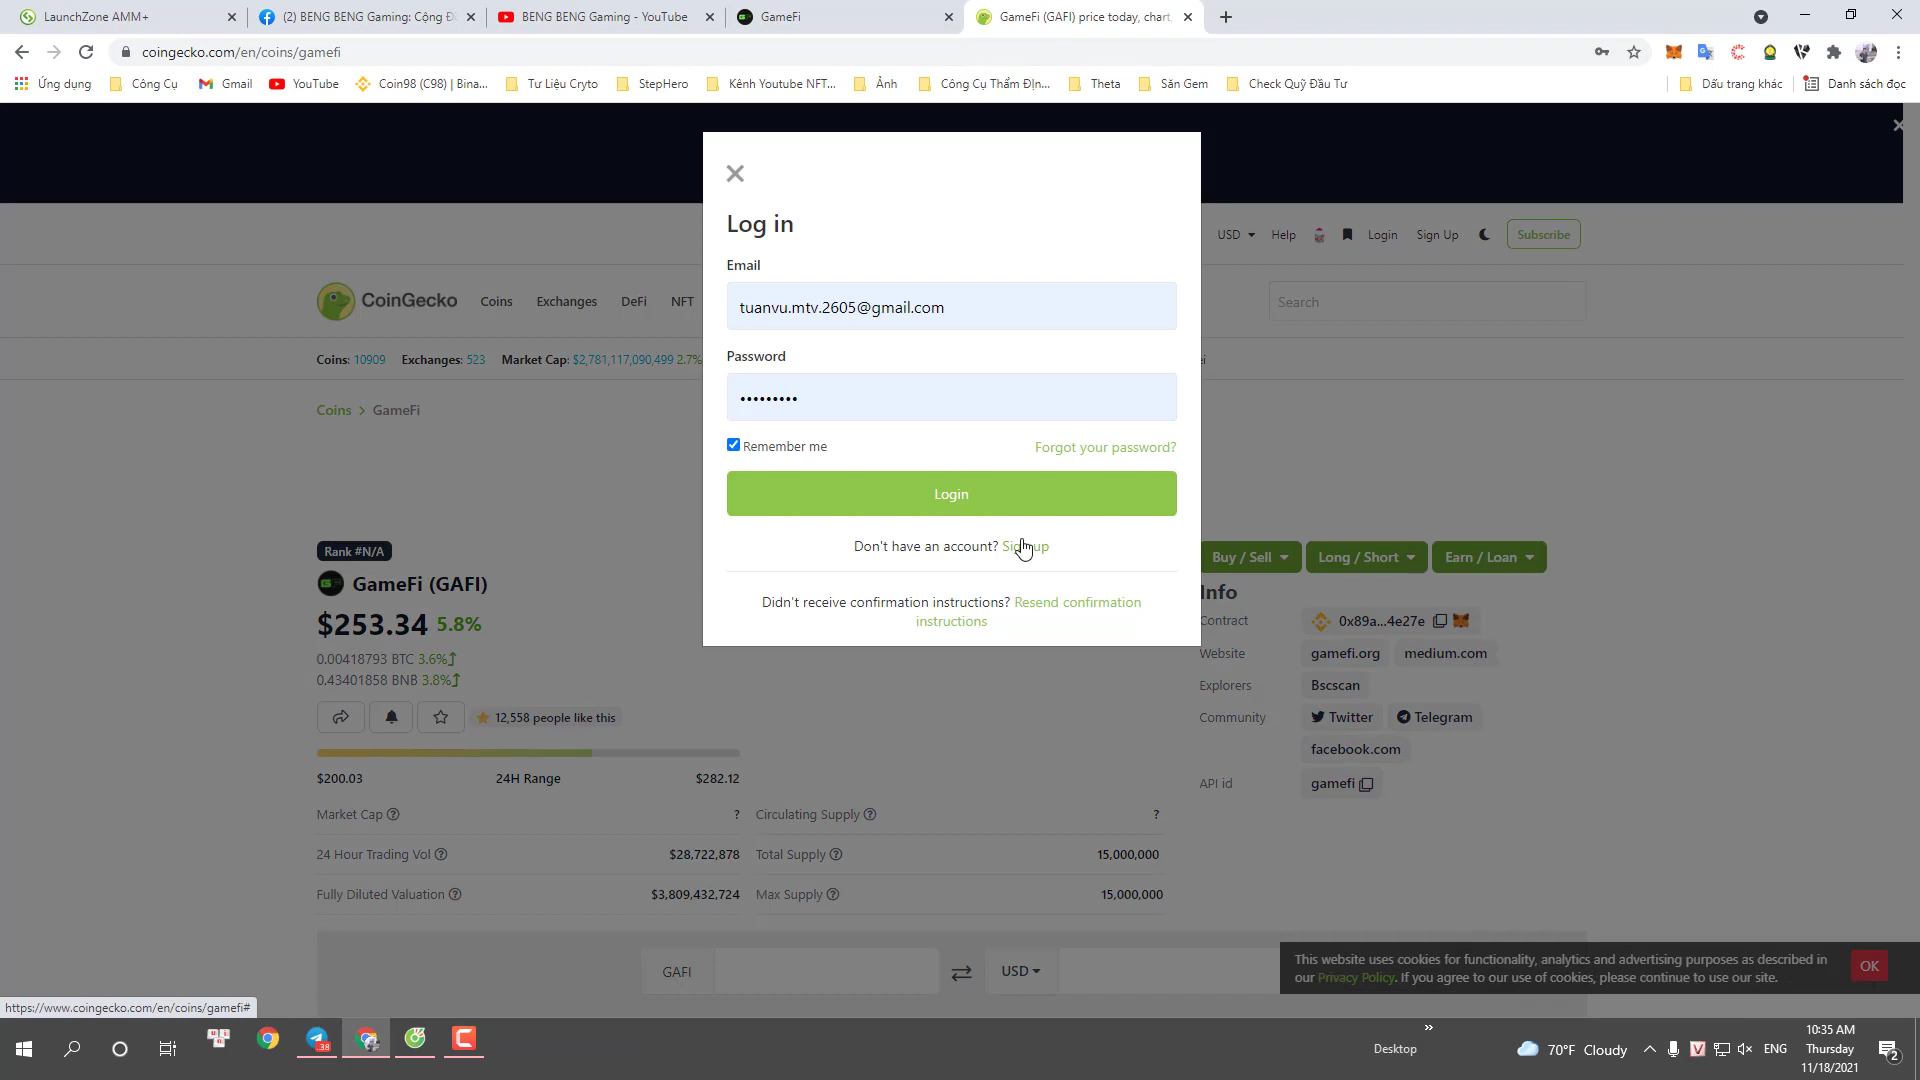 LaunchZone AMM+
(2) BENG BENG Gaming: Cộng Đồ
BENG BENG Gaming - YouTube
GameFi
GameFi (GAFI) price today, chart,
coingecko.com/en/coins/gamefi
Ứng dụng
Công Cụ
Gmail
YouTube
Coin98 (C98) | Bina...
Tư Liệu Cryto
StepHero
Kênh Youtube NFT...
Ảnh
Công Cụ Thẩm ĐỊn...
Theta
Săn Gem
Check Quỹ Đầu Tư
Dấu trang khác
Danh sách đọc
USD
Help
Login
Sign Up
Subscribe
CoinGecko
Coins
Exchanges
DeFi
NFT
Search
Coins: 10909 Exchanges: 523 Market Cap: $2,781,117,090,499 2.7%
Coins > GameFi
Log in
Email
tuanvu.mtv.2605@gmail.com
Password
Remember me
Forgot your password?
Login
Don't have an account? Sign up
Didn't receive confirmation instructions? Resend confirmation
instructions
Rank #N/A
GameFi (GAFI)
$253.34 5.8%
0.00418793 BTC 3.6%
0.43401858 BNB 3.8%
12,558 people like this
$200.03 24H Range $282.12
Market Cap ?
?
Circulating Supply ?
?
24 Hour Trading Vol ?
$28,722,878
Total Supply ?
15,000,000
Fully Diluted Valuation ?
$3,809,432,724
Max Supply ?
15,000,000
Buy / Sell
Long / Short
Earn / Loan
Info
Contract
0x89a...4e27e
Website
gamefi.org
medium.com
Explorers
Bscscan
Community
Twitter
Telegram
facebook.com
API id
gamefi
GAFI
USD
This website uses cookies for functionality, analytics and advertising purposes as described in
our Privacy Policy. If you agree to our use of cookies, please continue to use our site.
OK
https://www.coingecko.com/en/coins/gamefi#
38
Desktop
»
70°F Cloudy
V
ENG
10:35 AM
Thursday
11/18/2021
2